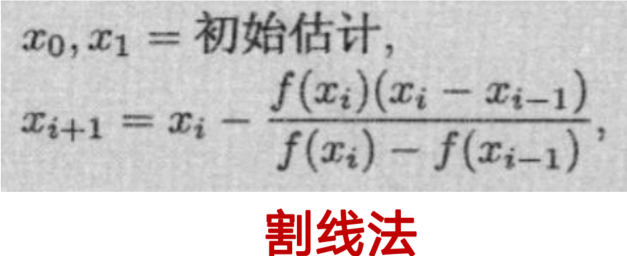 x₀, x₁ = 初始估计,
xᵢ₊₁ = xᵢ − f(xᵢ)(xᵢ − xᵢ₋₁) / f(xᵢ) − f(xᵢ₋₁),
割线法